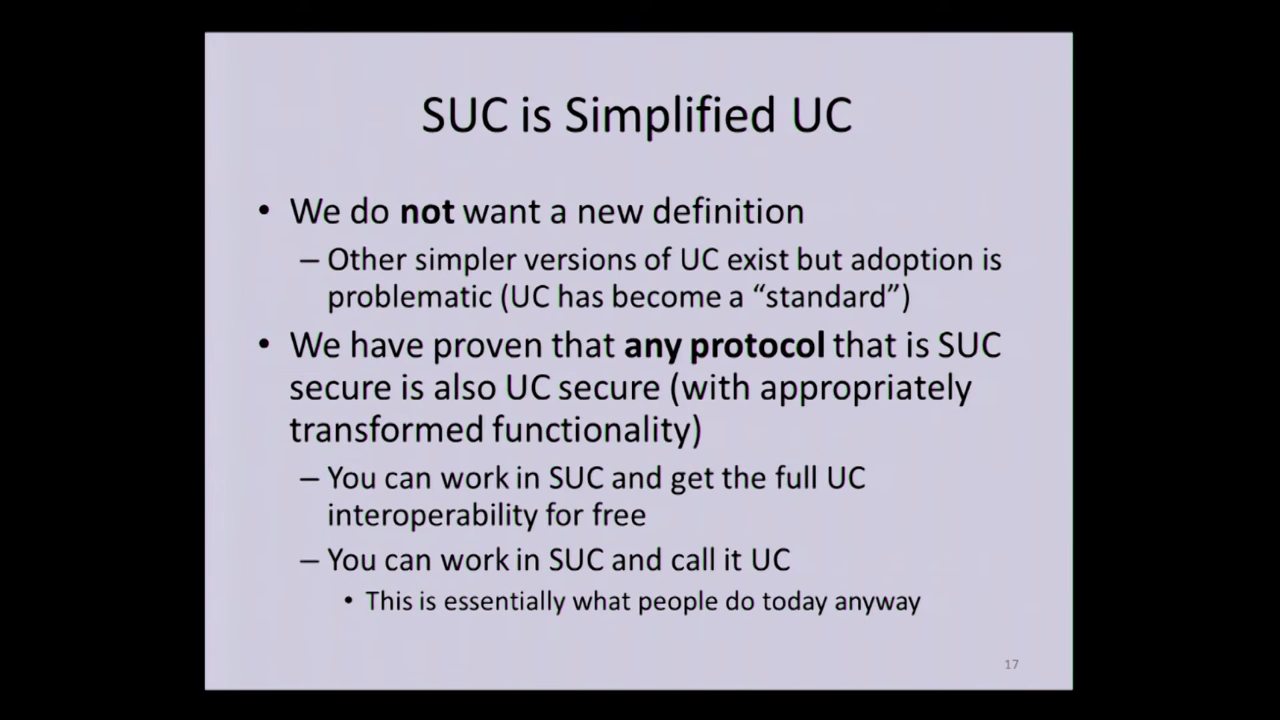 SUC is Simplified UC
• We do not want a new definition
– Other simpler versions of UC exist but adoption is
problematic (UC has become a “standard”)
• We have proven that any protocol that is SUC
secure is also UC secure (with appropriately
transformed functionality)
– You can work in SUC and get the full UC
interoperability for free
– You can work in SUC and call it UC
• This is essentially what people do today anyway
17